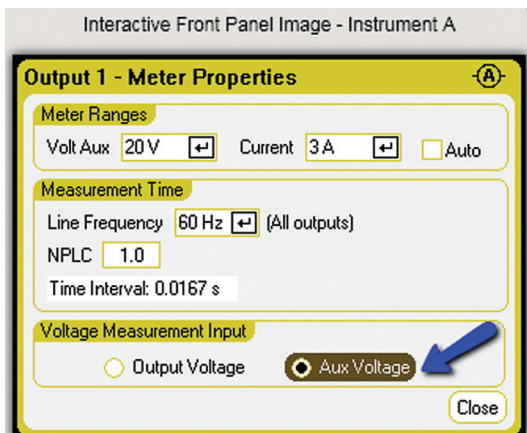 Interactive Front Panel Image - Instrument A
Output 1 - Meter Properties
A
Meter Ranges
Volt Aux 20 V Current 3 A Auto
Measurement Time
Line Frequency 60 Hz (All outputs)
NPLC 1.0
Time Interval: 0.0167 s
Voltage Measurement Input
Output Voltage Aux Voltage
Close